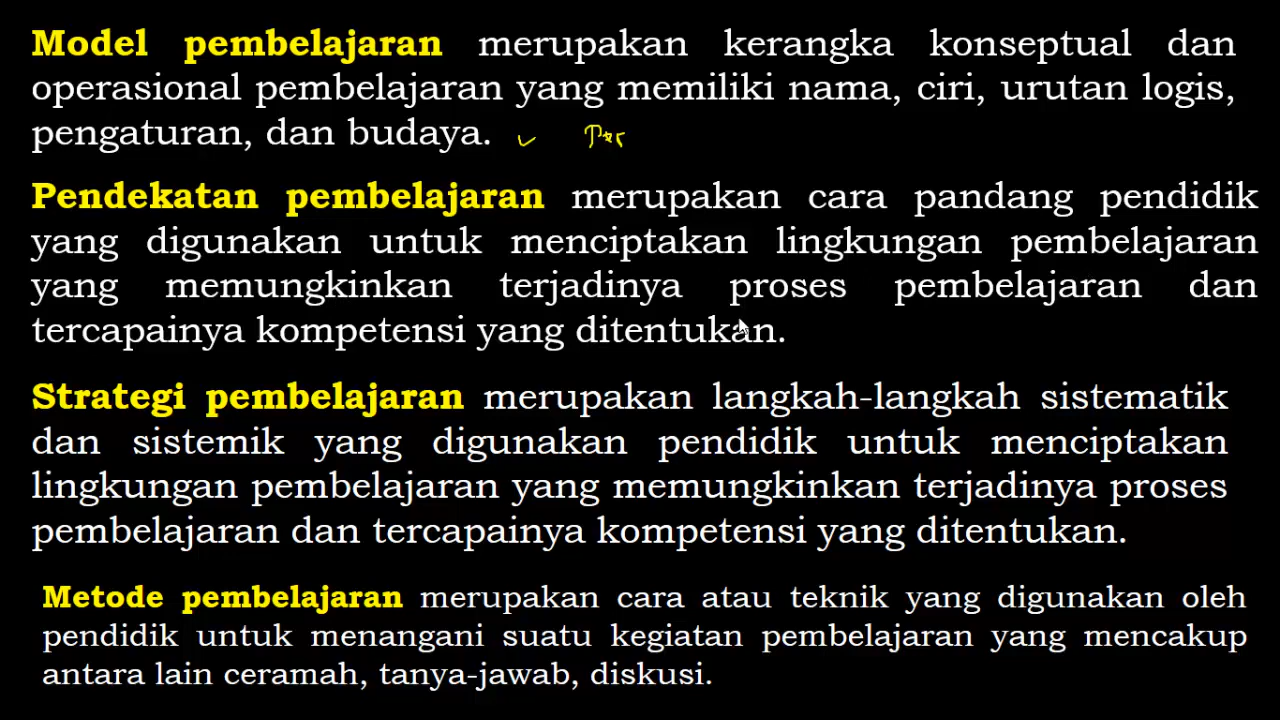 Model pembelajaran merupakan kerangka konseptual dan
operasional pembelajaran yang memiliki nama, ciri, urutan logis,
pengaturan, dan budaya.
Pendekatan pembelajaran merupakan cara pandang pendidik
yang digunakan untuk menciptakan lingkungan pembelajaran
yang memungkinkan terjadinya proses pembelajaran dan
tercapainya kompetensi yang ditentukan.
Strategi pembelajaran merupakan langkah-langkah sistematik
dan sistemik yang digunakan pendidik untuk menciptakan
lingkungan pembelajaran yang memungkinkan terjadinya proses
pembelajaran dan tercapainya kompetensi yang ditentukan.
Metode pembelajaran merupakan cara atau teknik yang digunakan oleh
pendidik untuk menangani suatu kegiatan pembelajaran yang mencakup
antara lain ceramah, tanya-jawab, diskusi.